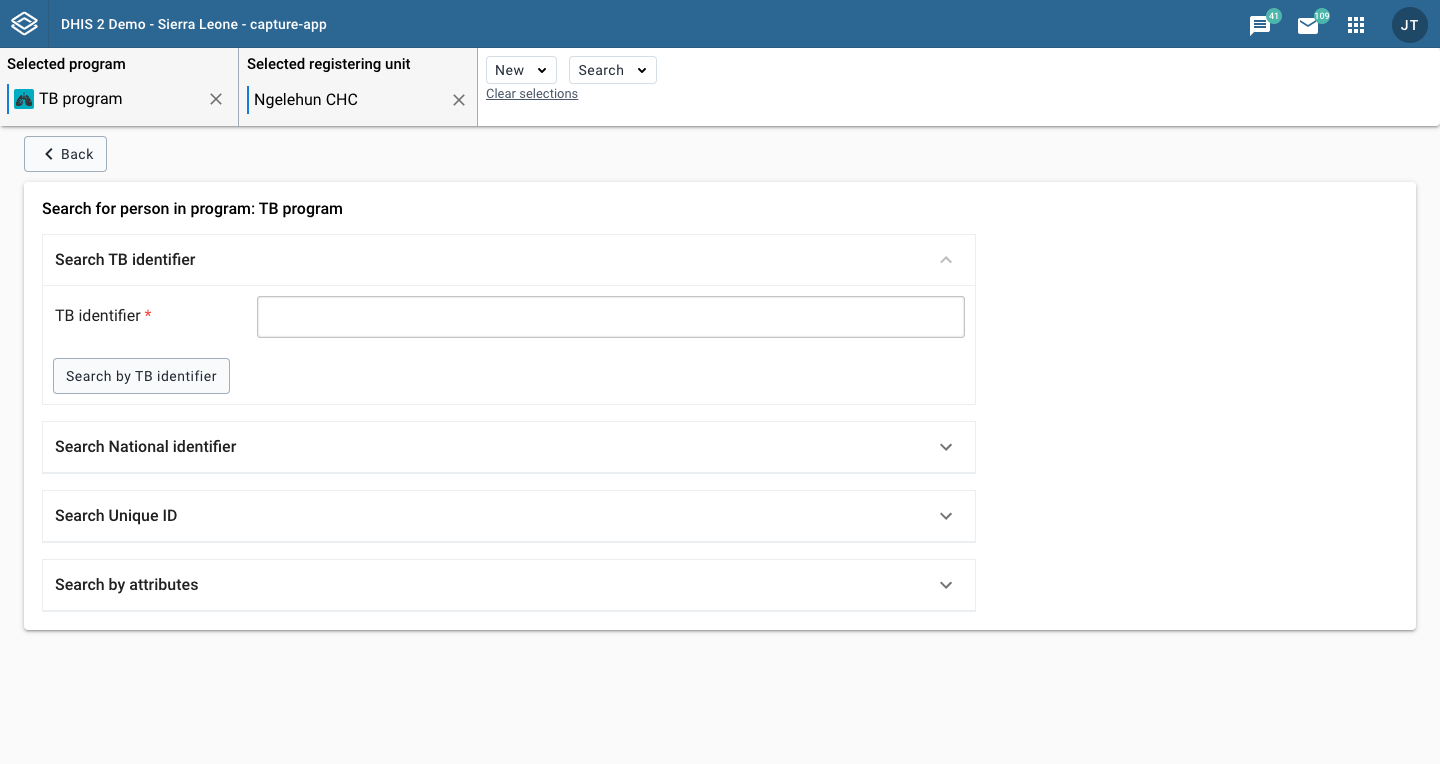 DHIS 2 Demo - Sierra Leone - capture-app
41
109
JT
Selected program
TB program
Selected registering unit
Ngelehun CHC
New
Search
Clear selections
Back
Search for person in program: TB program
Search TB identifier
TB identifier *
Search by TB identifier
Search National identifier
Search Unique ID
Search by attributes